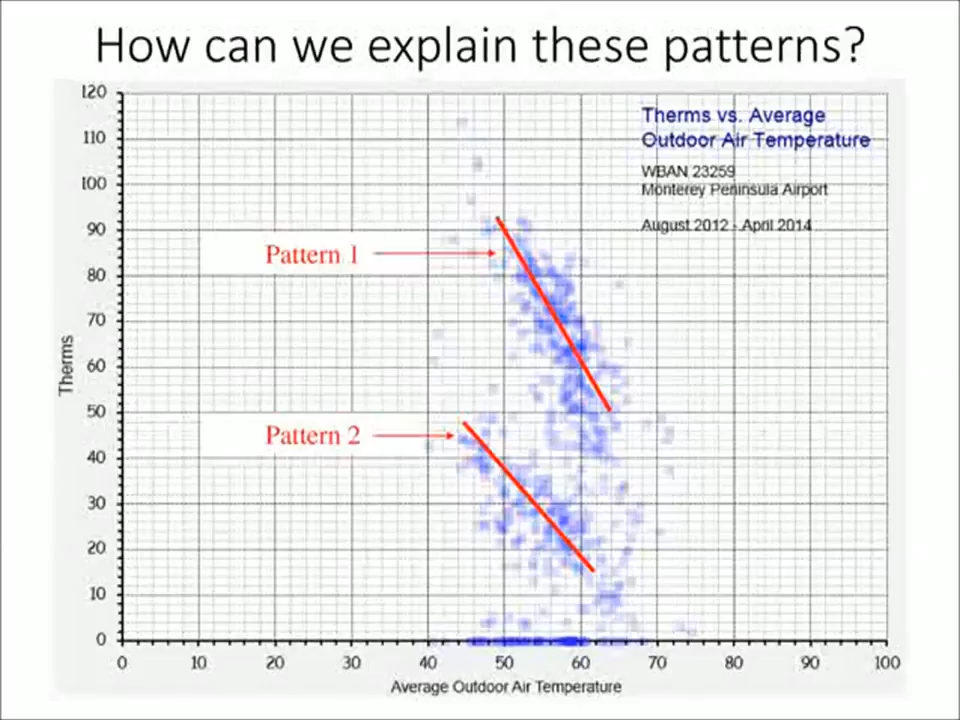 How can we explain these patterns?
Therms vs. Average
Outdoor Air Temperature
WBAN 23259
Monterey Peninsula Airport
August 2012 - April 2014
Pattern 1
Pattern 2
Therms
120
110
100
90
80
70
60
50
40
30
20
10
0
0 10 20 30 40 50 60 70 80 90 100
Average Outdoor Air Temperature